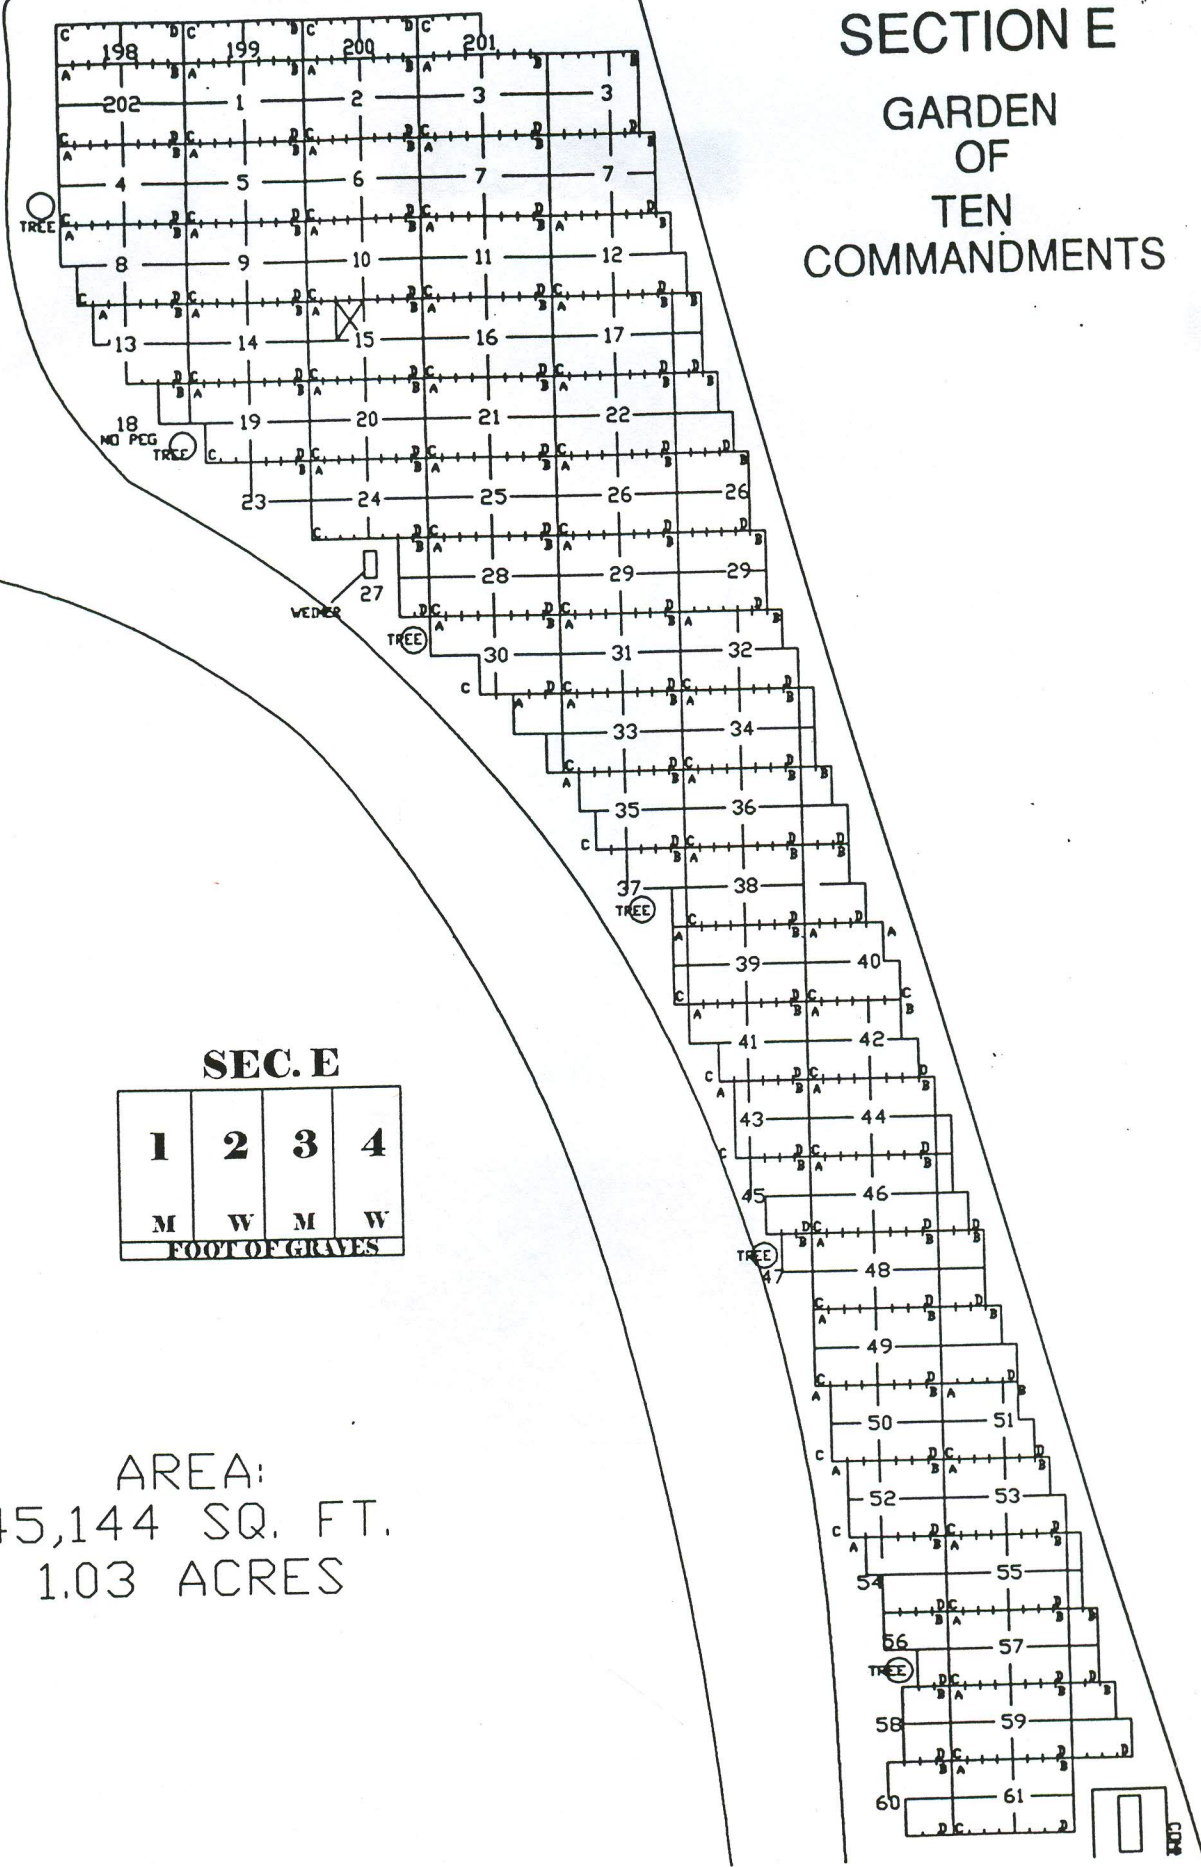 SECTION E
GARDEN
OF
TEN
COMMANDMENTS
C D C D C D C
198 199 200 201
A B A B A B A B B
202 1 2 3 3
C D C D C D C D D
A B A B A B A B B
4 5 6 7 7
TREE
C D C D C D C D D
A B A B A B A B A B
8 9 10 11 12
C D C D C D C D C D
A B A B A B A B A B
13 14 15 16 17
D C D C D C D C D D
B A B A B A B A B B
18 19 20 21 22
NO PEG
TREE
C D C D C D C D D
B A B A B A B B
23 24 25 26 26
C D C D C D D
B A B A B B
27 28 29 29
WEIMER
D C D C D D
A B A B A B
TREE
30 31 32
C D C D C D
A A B A B
33 34
C D C D
A B A B B
35 36
C D C D D
B A B B
37 38
TREE
C D D
A B A A
39 40
C D C C
A B A B
41 42
C D C D
A B A B
43 44
C D C D
B A B
45 46
D C D D
B A B B
TREE
47 48
C D D
A B B
49
C D D
A B A B
50 51
C D C D
A B A B
52 53
C D C D
A B A B
54 55
D C D
B A B B
56 57
TREE
D C D D
B A B B
58 59
D C D D
B A B
60 61
D C D
SEC. E
1 2 3 4
M W M W
FOOT OF GRAVES
AREA:
5,144 SQ. FT.
1.03 ACRES